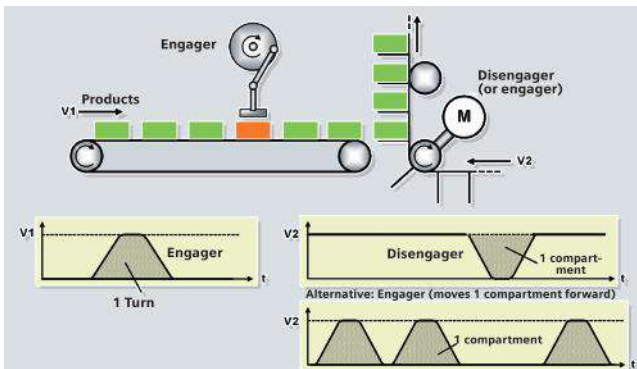 Engager
Products
V1
Disengager
(or engager)
M
V2
V1
Engager
t
1 Turn
V2
Disengager
1 compart-
ment
t
Alternative: Engager (moves 1 compartment forward)
V2
1 compartment
t